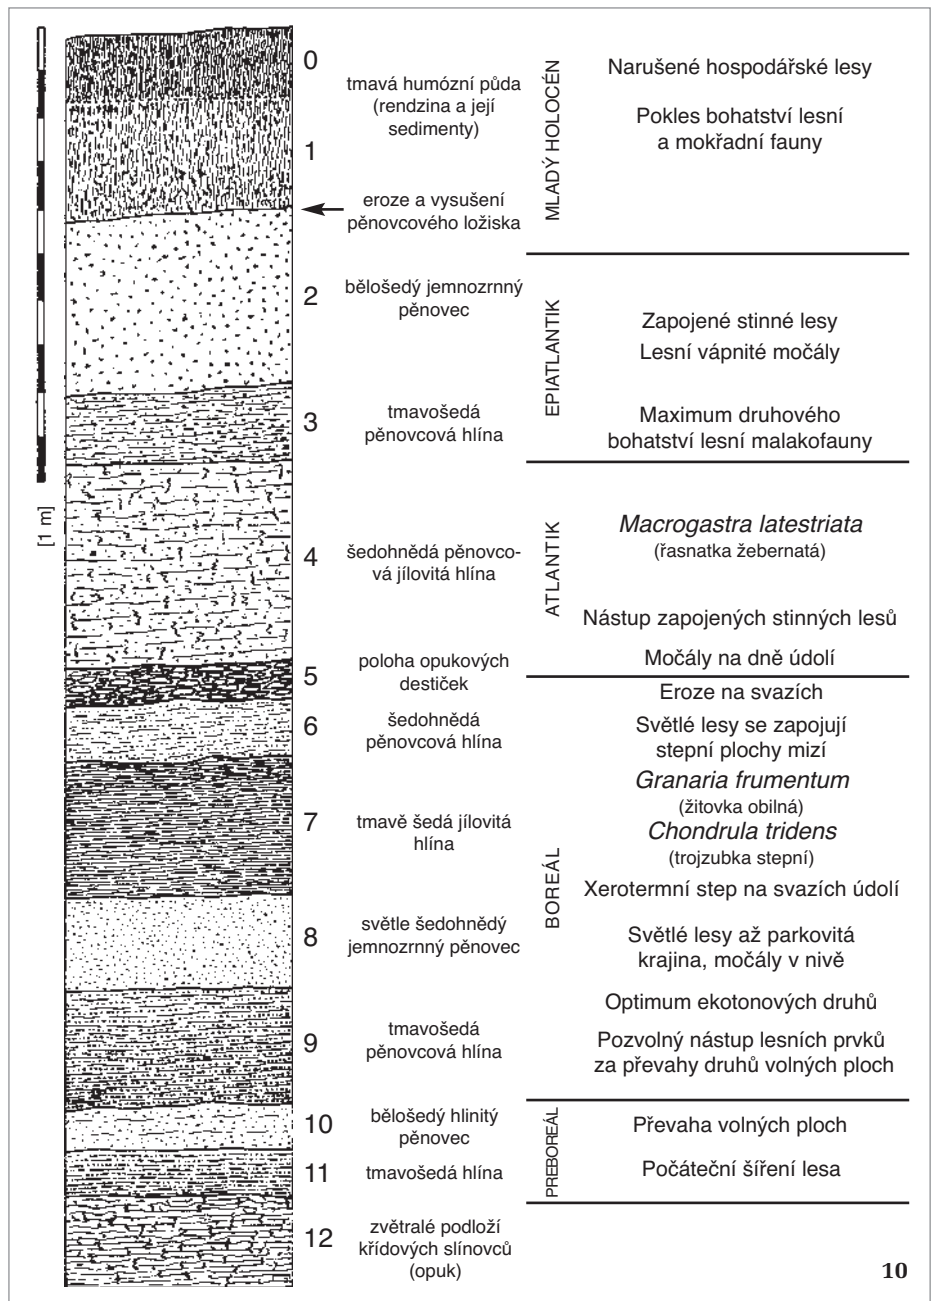 0
tmavá humózní půda
(rendzina a její
sedimenty)
1
eroze a vysušení
pěnovcového ložiska
MLADÝ HOLOCÉN
Narušené hospodářské lesy
Pokles bohatství lesní
a mokřadní fauny
2
bělošedý jemnozrnný
pěnovec
3
tmavošedá
pěnovcová hlína
EPIATLANTIK
Zapojené stinné lesy
Lesní vápnité močály
Maximum druhového
bohatství lesní malakofauny
[1 m]
4
šedohnědá pěnovco-
vá jílovitá hlína
ATLANTIK
Macrogastra latestriata
(řasnatka žebernatá)
Nástup zapojených stinných lesů
Močály na dně údolí
5
poloha opukových
destiček
6
šedohnědá
pěnovcová hlína
7
tmavě šedá jílovitá
hlína
8
světle šedohnědý
jemnozrnný pěnovec
9
tmavošedá
pěnovcová hlína
BOREÁL
Eroze na svazích
Světlé lesy se zapojují
stepní plochy mizí
Granaria frumentum
(žitovka obilná)
Chondrula tridens
(trojzubka stepní)
Xerotermní step na svazích údolí
Světlé lesy až parkovitá
krajina, močály v nivě
Optimum ekotonových druhů
Pozvolný nástup lesních prvků
za převahy druhů volných ploch
10
bělošedý hlinitý
pěnovec
11
tmavošedá hlína
PREBOREÁL
Převaha volných ploch
Počáteční šíření lesa
12
zvětralé podloží
křídových slínovců
(opuk)
10